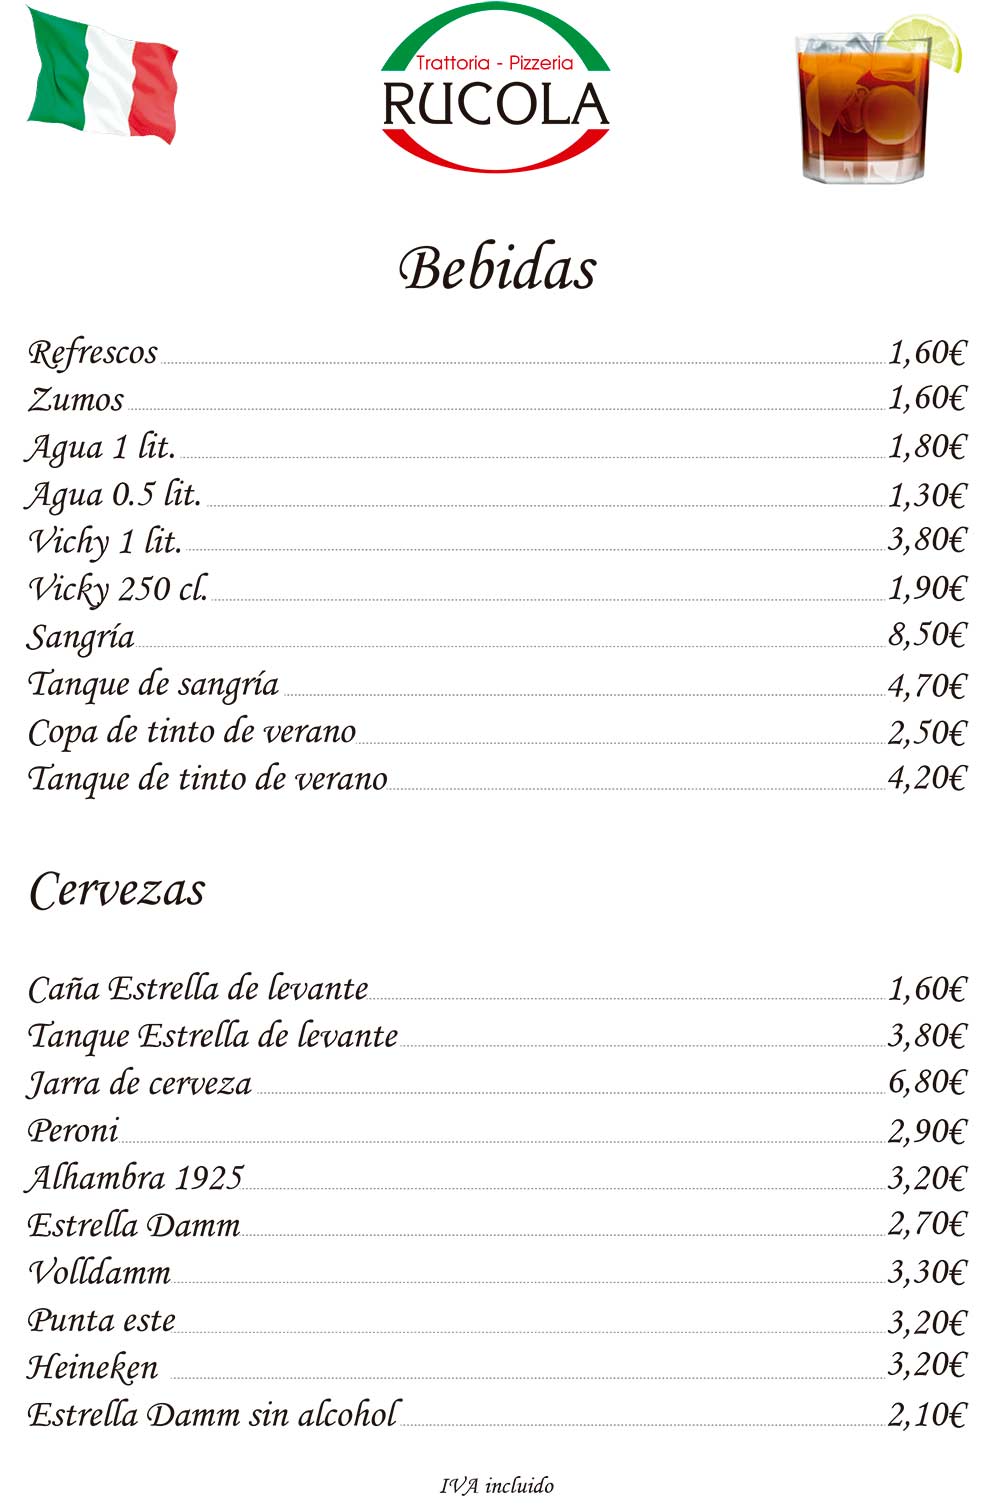 Trattoria - Pizzeria
RUCOLA
Bebidas
Refrescos 1,60€
Zumos 1,60€
Agua 1 lit. 1,80€
Agua 0.5 lit. 1,30€
Vichy 1 lit. 3,80€
Vicky 250 cl. 1,90€
Sangría 8,50€
Tanque de sangría 4,70€
Copa de tinto de verano 2,50€
Tanque de tinto de verano 4,20€
Cervezas
Caña Estrella de levante 1,60€
Tanque Estrella de levante 3,80€
Jarra de cerveza 6,80€
Peroni 2,90€
Alhambra 1925 3,20€
Estrella Damm 2,70€
Volldamm 3,30€
Punta este 3,20€
Heineken 3,20€
Estrella Damm sin alcohol 2,10€
IVA incluido